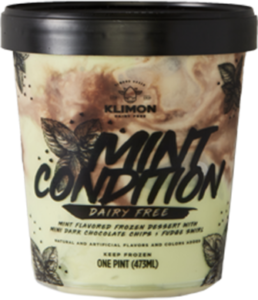 KLIMON
MINT
CONDITION
DAIRY FREE
MINT FLAVORED FROZEN DESSERT WITH
MINI DARK CHOCOLATE CHIPS + FUDGE SWIRL
NATURAL AND ARTIFICIAL FLAVORS AND COLORS ADDED
KEEP FROZEN
ONE PINT (473ML)